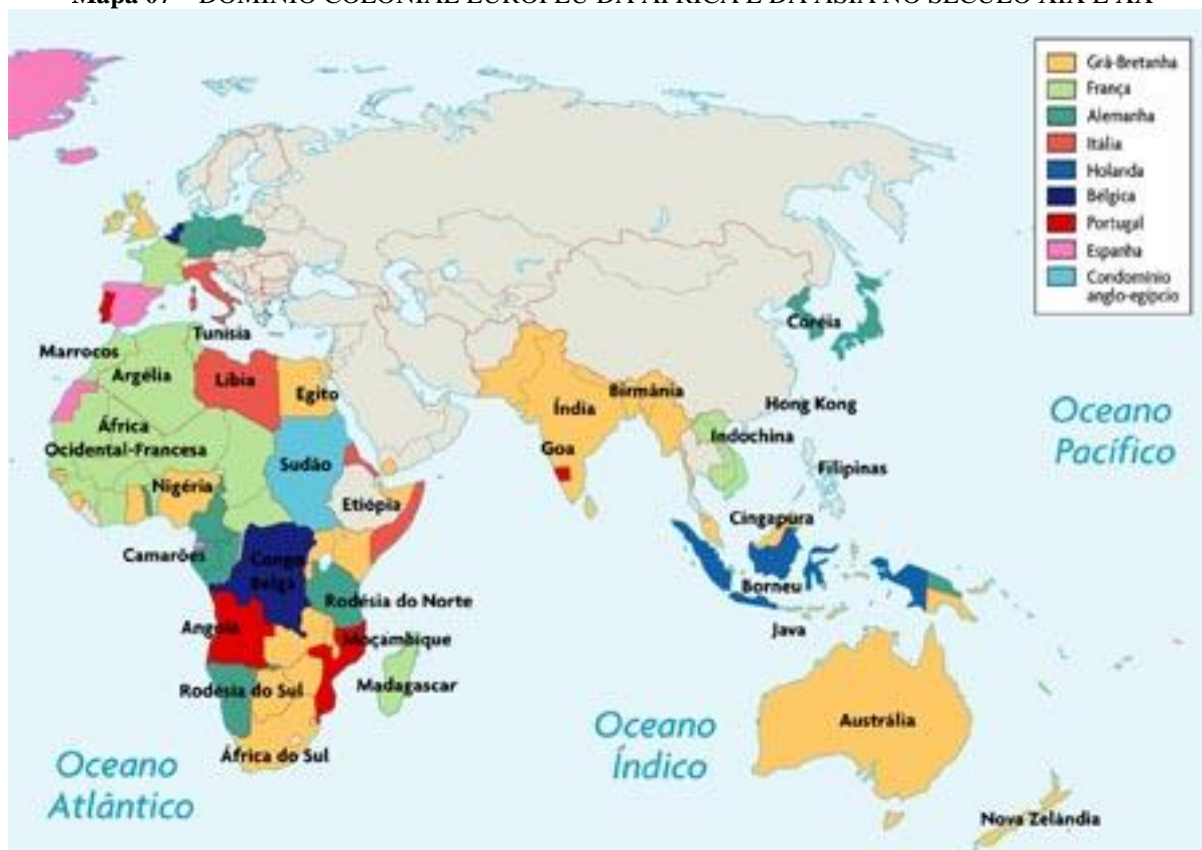 Mapa 07 – DOMÍNIO COLONIAL EUROPEU DA ÁFRICA E DA ÁSIA NO SÉCULO XIX E XX
Grã-Bretanha
França
Alemanha
Itália
Holanda
Bélgica
Portugal
Espanha
Condomínio
anglo-egípcio
Tunísia
Marrocos
Argélia
Líbia
Egito
África
Ocidental-Francesa
Sudão
Nigéria
Etiópia
Camarões
Congo
Belga
Rodésia do Norte
Angola
Moçambique
Rodésia do Sul
Madagascar
África do Sul
Coréia
Birmânia
Índia
Hong Kong
Goa
Indochina
Filipinas
Cingapura
Borneu
Java
Austrália
Nova Zelândia
Oceano
Pacífico
Oceano
Índico
Oceano
Atlântico